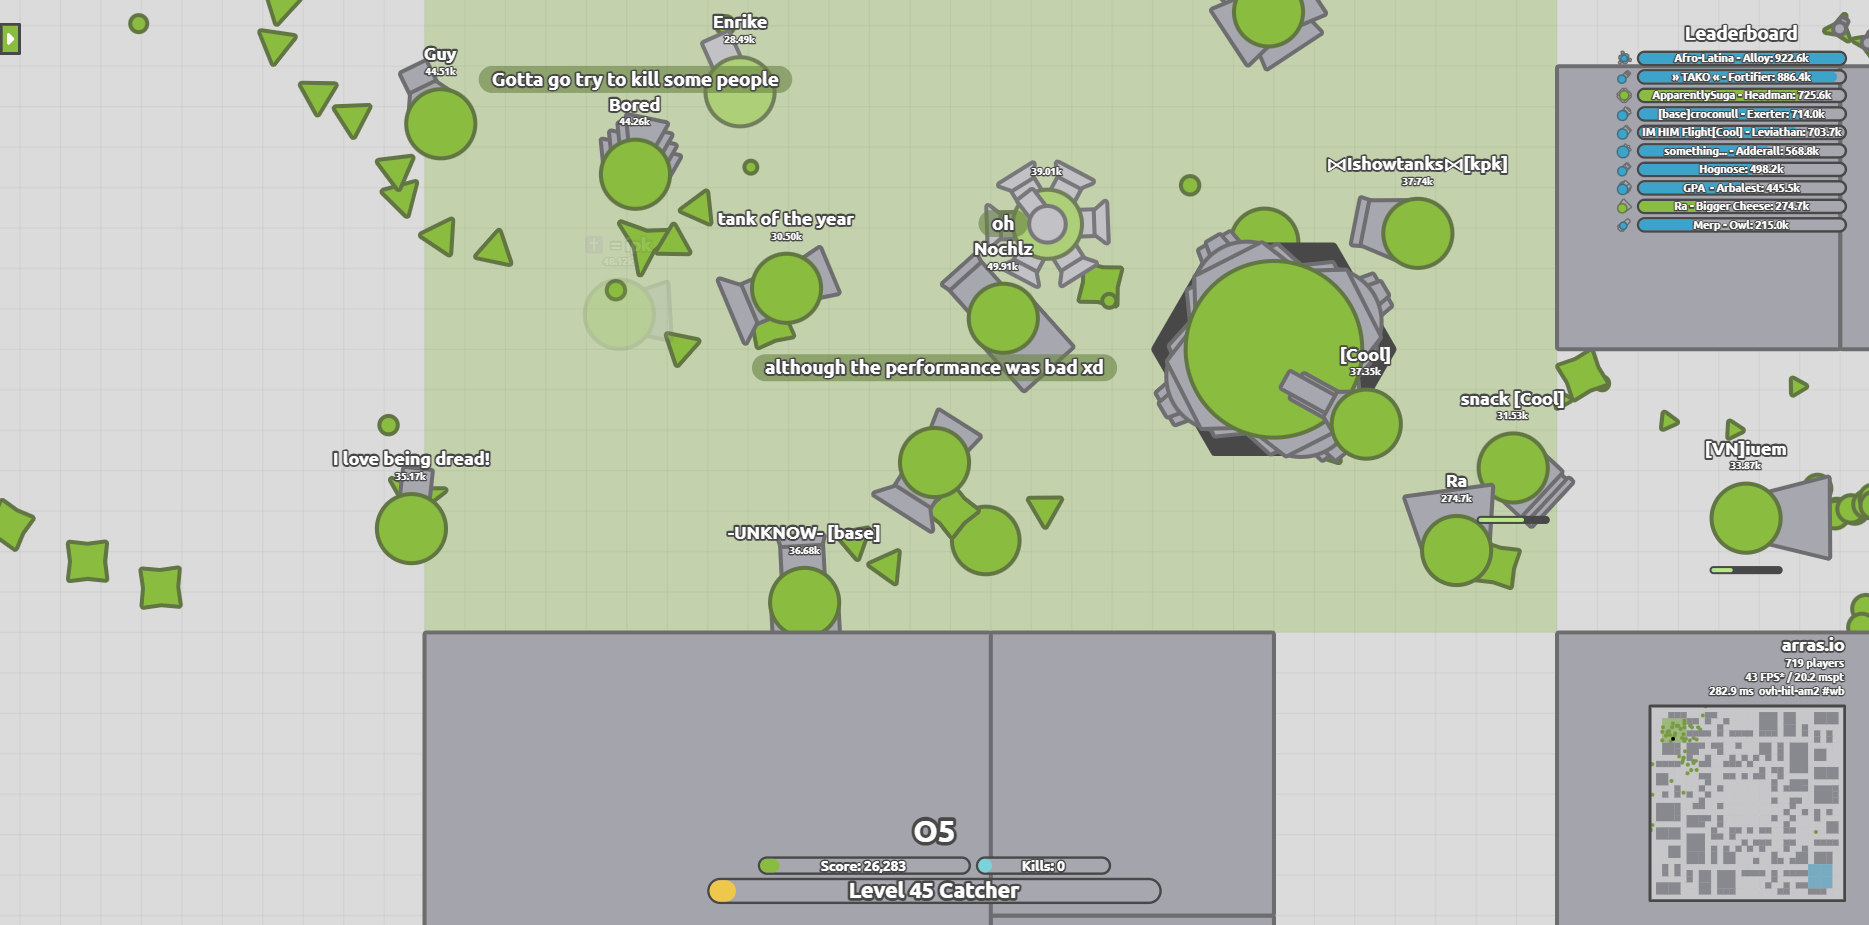 Enrike
28.49k
Guy
44.51k
Gotta go try to kill some people
Bored
44.26k
39.01k
⋈Ishowtanks⋈[kpk]
37.74k
tank of the year
30.50k
oh
Nochlz
49.91k
[Cool]
37.35k
although the performance was bad xd
snack [Cool]
31.53k
[VN]iuem
33.87k
I love being dread!
35.17k
Ra
274.7k
-UNKNOW- [base]
36.68k
Leaderboard
Afro-Latina - Alloy: 922.6k
» TAKO « - Fortifier: 886.4k
ApparentlySuga - Headman: 725.6k
[base]croconull - Exerter: 714.0k
IM HIM Flight[Cool] - Leviathan: 703.7k
something... - Adderall: 568.8k
Hognose: 498.2k
GPA - Arbalest: 445.5k
Ra - Bigger Cheese: 274.7k
Merp - Owl: 215.0k
arras.io
719 players
43 FPS* / 20.2 mspt
282.9 ms ovh-hil-am2 #wb
O5
Score: 26,283
Kills: 0
Level 45 Catcher